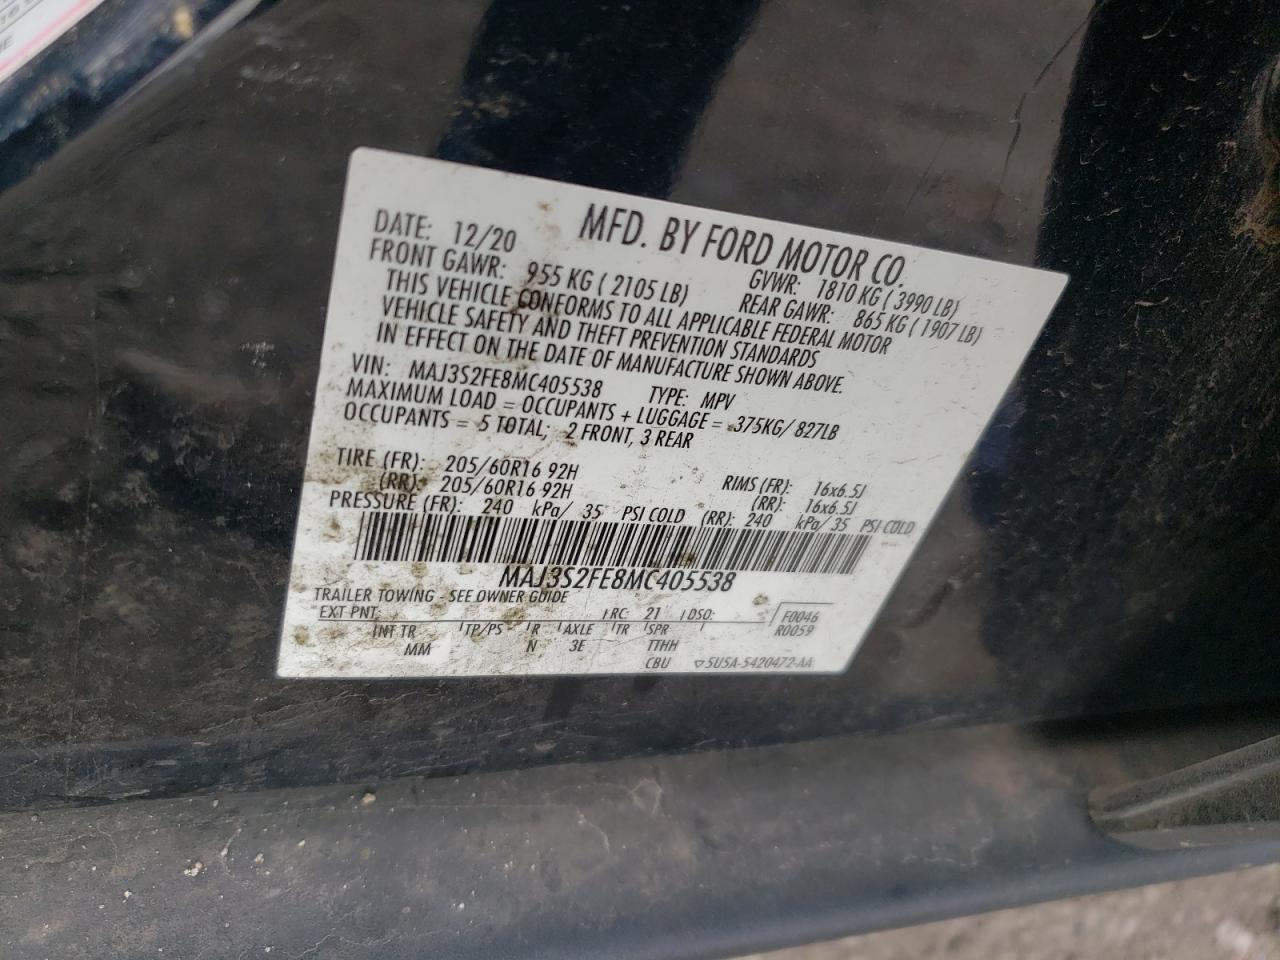 MFD. BY FORD MOTOR CO.
DATE: 12/20 GVWR: 1810 KG ( 3990 LB)
FRONT GAWR: 955 KG ( 2105 LB) REAR GAWR: 865 KG ( 1907 LB)
THIS VEHICLE CONFORMS TO ALL APPLICABLE FEDERAL MOTOR
VEHICLE SAFETY AND THEFT PREVENTION STANDARDS
IN EFFECT ON THE DATE OF MANUFACTURE SHOWN ABOVE.
VIN: MAJ3S2FE8MC405538 TYPE: MPV
MAXIMUM LOAD = OCCUPANTS + LUGGAGE = 375KG/ 827LB
OCCUPANTS = 5 TOTAL; 2 FRONT, 3 REAR
TIRE (FR): 205/60R16 92H RIMS (FR): 16x6.5J
(RR): 205/60R16 92H (RR): 16x6.5J
PRESSURE (FR): 240 kPa/ 35 PSI COLD (RR): 240 kPa/ 35 PSI COLD
MAJ3S2FE8MC405538
TRAILER TOWING - SEE OWNER GUIDE
EXT PNT: RC: 21 DSO: F0046
INT TR TP/PS R AXLE TR SPR R0059
MM N 3E TTHH
CBU 5U5A-5420472-AA